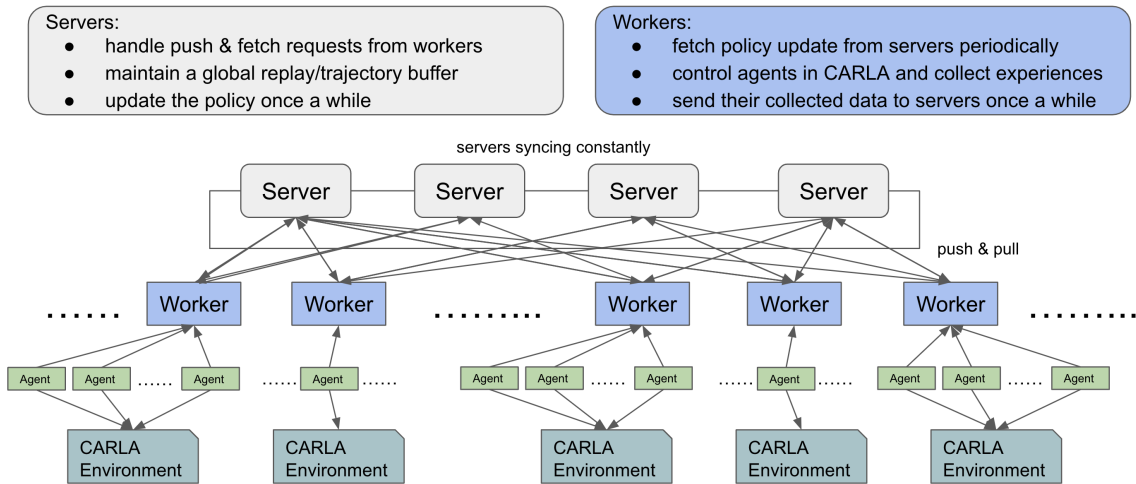 Servers:
● handle push & fetch requests from workers
● maintain a global replay/trajectory buffer
● update the policy once a while
Workers:
● fetch policy update from servers periodically
● control agents in CARLA and collect experiences
● send their collected data to servers once a while
servers syncing constantly
Server Server Server Server
push & pull
...... Worker Worker ......... Worker Worker Worker .........
Agent Agent ...... Agent ...... Agent ...... Agent Agent ...... Agent ...... Agent ...... Agent Agent ...... Agent
CARLA
Environment
CARLA
Environment
CARLA
Environment
CARLA
Environment
CARLA
Environment